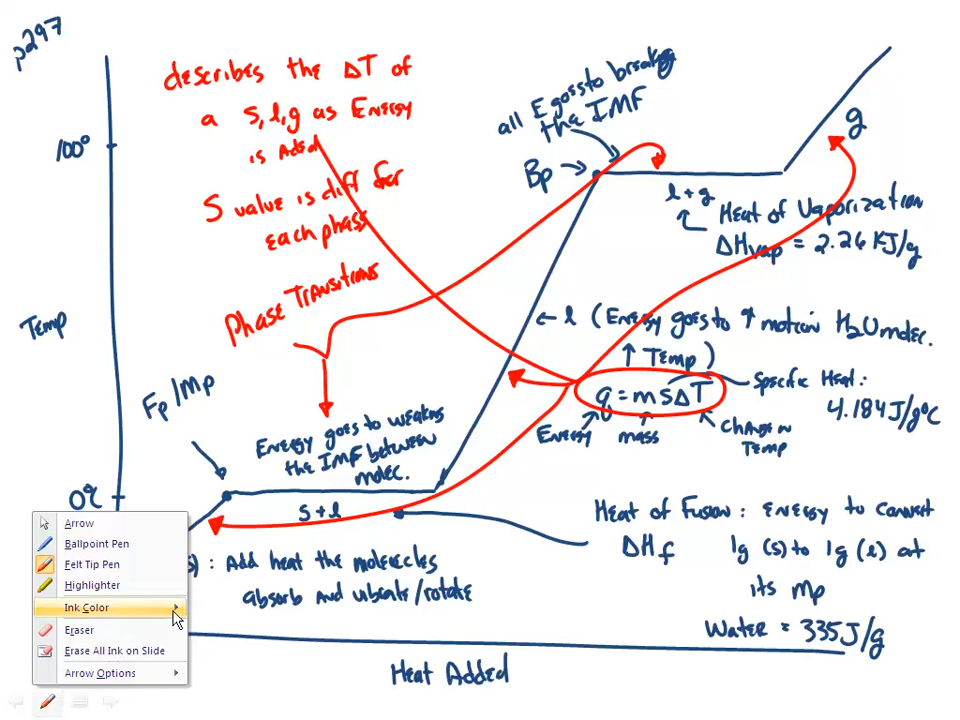 p297
describes the ΔT of
a s,l,g as Energy
is Added
S value is diff for
each phase
Phase Transitions
all E goes to breaking
the IMF
Bp
g
100°
l + g
Heat of Vaporization
ΔHvap = 2.26 KJ/g
Temp
l (Energy goes to ↑ motion H2O molec.
↑ Temp)
q = m s Δ T
Specific Heat:
4.184 J/g°C
Energy
mass
Change in
Temp
Fp/Mp
Energy goes to weaken
the IMF between
molec.
0°C
s + l
Heat of Fusion : Energy to convert
ΔHf 1g (s) to 1g (l) at
its mp
Water = 335 J/g
) : Add heat the molecules
absorb and vibrate/rotate
Heat Added
Arrow
Ballpoint Pen
Felt Tip Pen
Highlighter
Ink Color
Eraser
Erase All Ink on Slide
Arrow Options